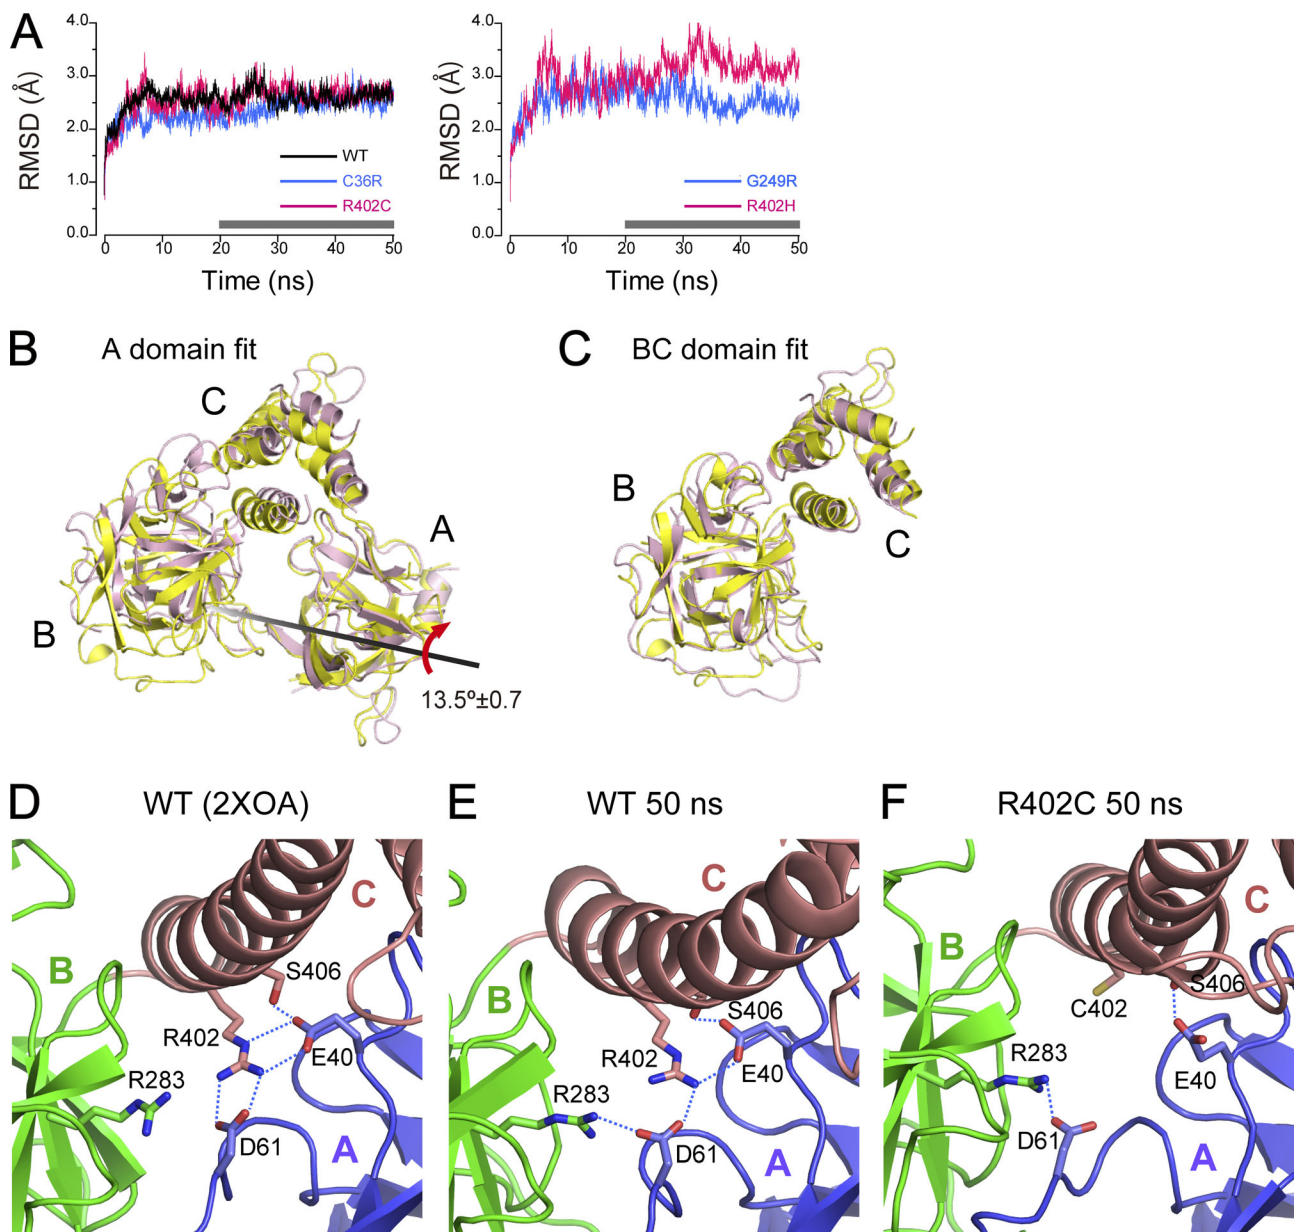 A
RMSD (Å)
4.0
3.0
2.0
1.0
0.0
WT
C36R
R402C
0 10 20 30 40 50
Time (ns)
RMSD (Å)
4.0
3.0
2.0
1.0
0.0
G249R
R402H
0 10 20 30 40 50
Time (ns)
B
A domain fit
C
A
B
13.5º±0.7
C
BC domain fit
B
C
D
WT (2XOA)
C
B
S406
R402
E40
R283
D61
A
E
WT 50 ns
C
B
S406
R402
E40
R283
D61
A
F
R402C 50 ns
C
B
S406
C402
R283
E40
D61
A